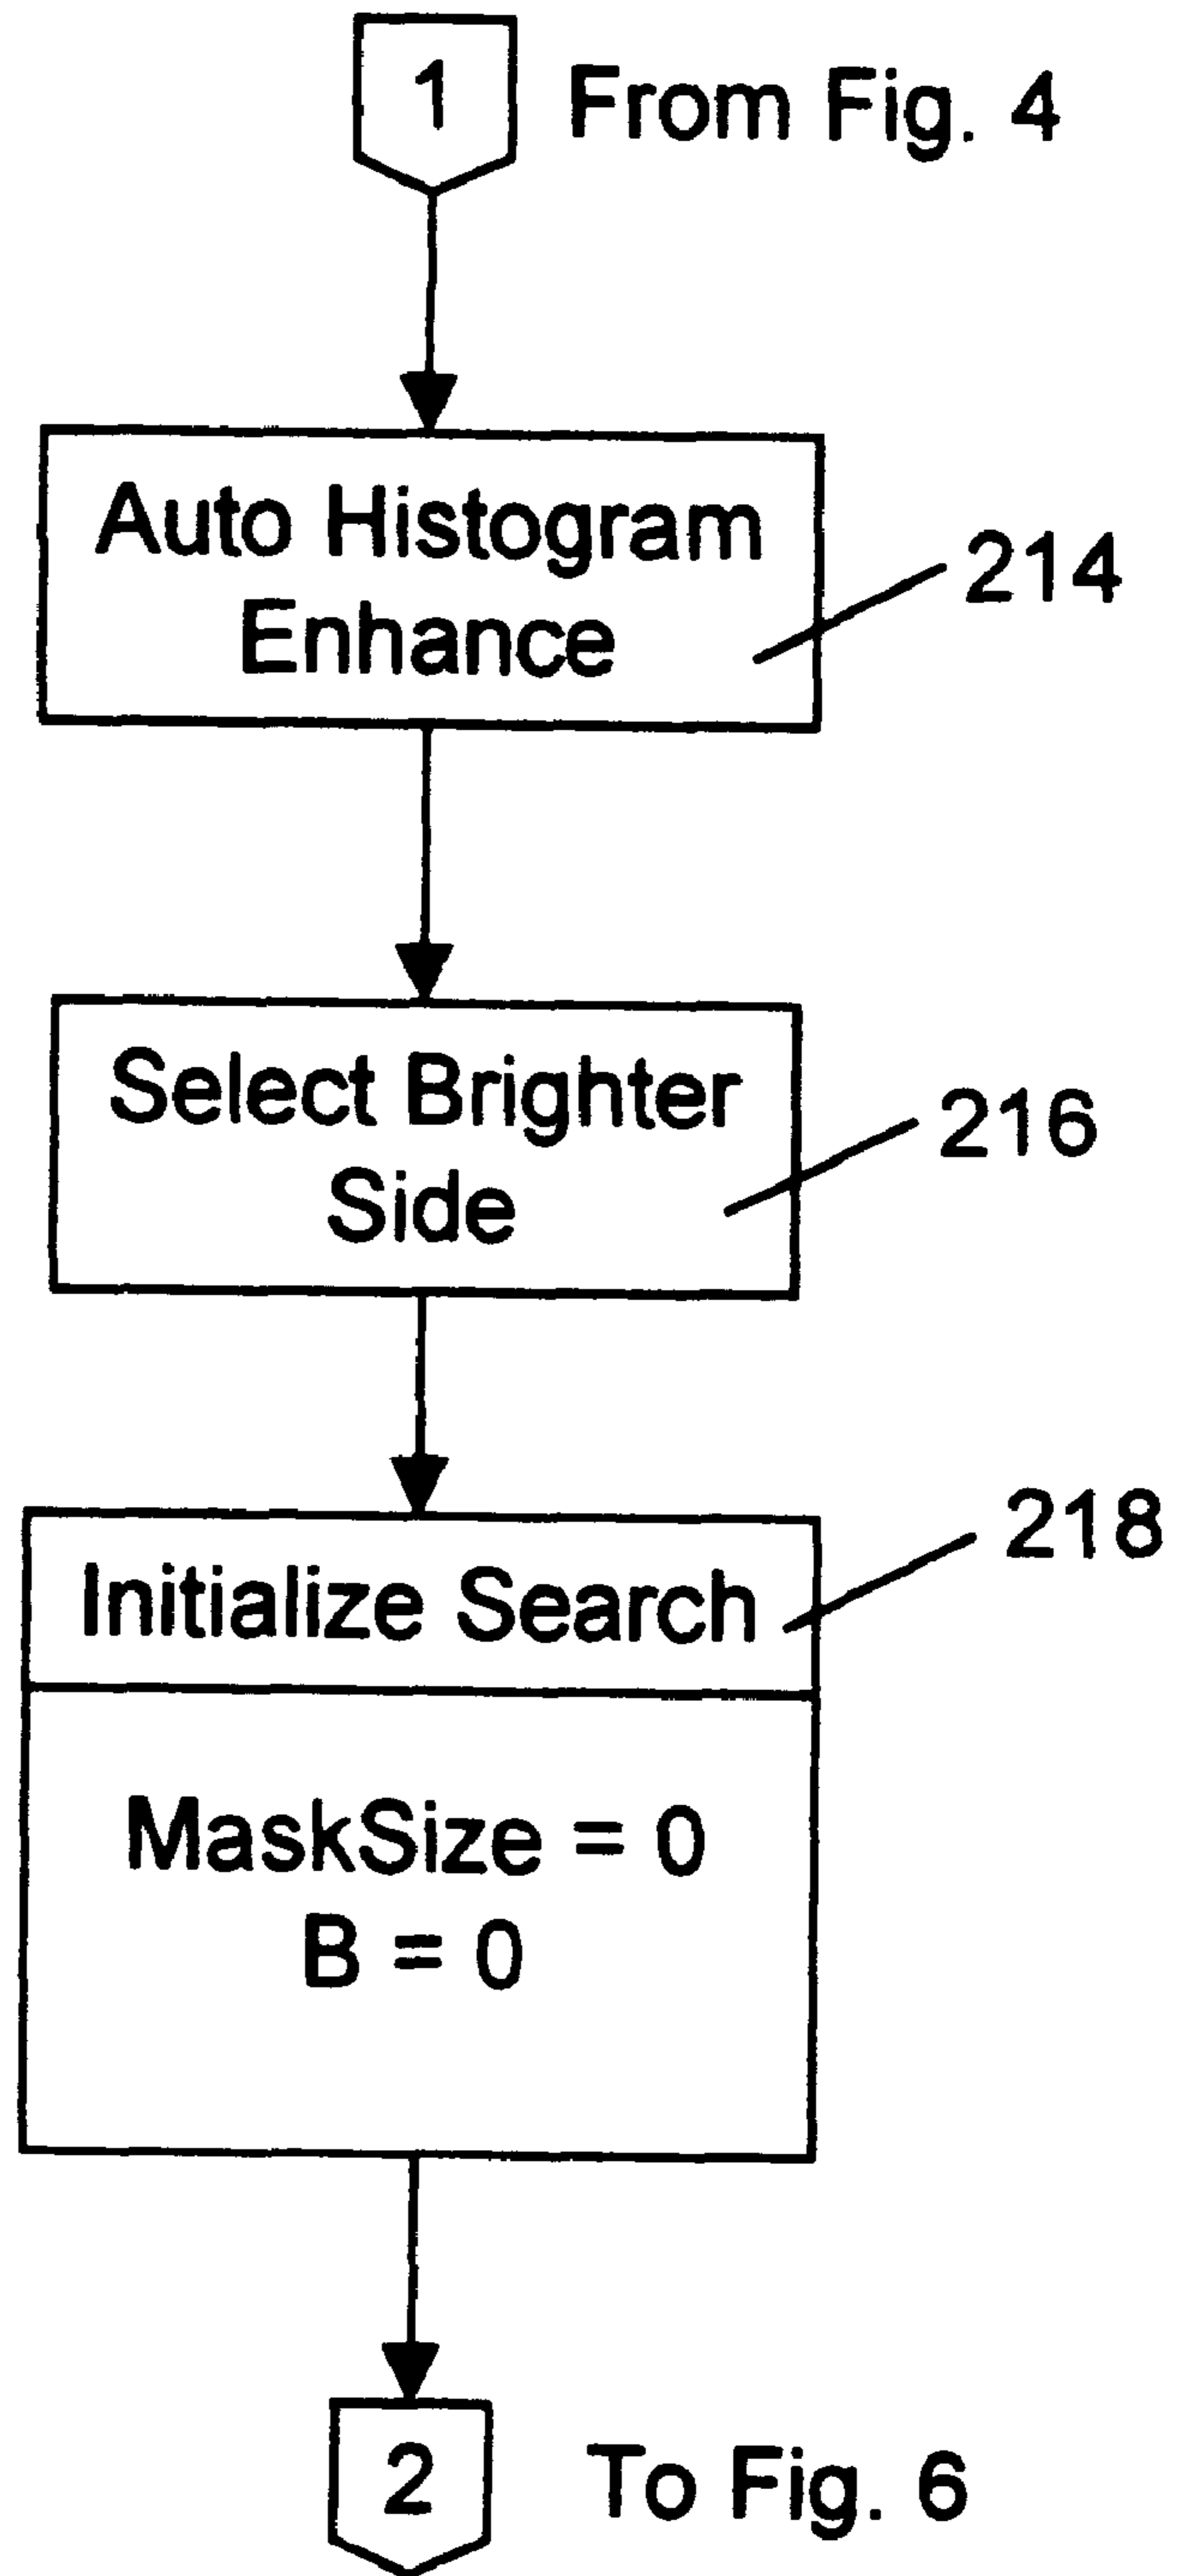 1 From Fig. 4
Auto Histogram
Enhance
214
Select Brighter
Side
216
Initialize Search
218
MaskSize = 0
B = 0
2 To Fig. 6